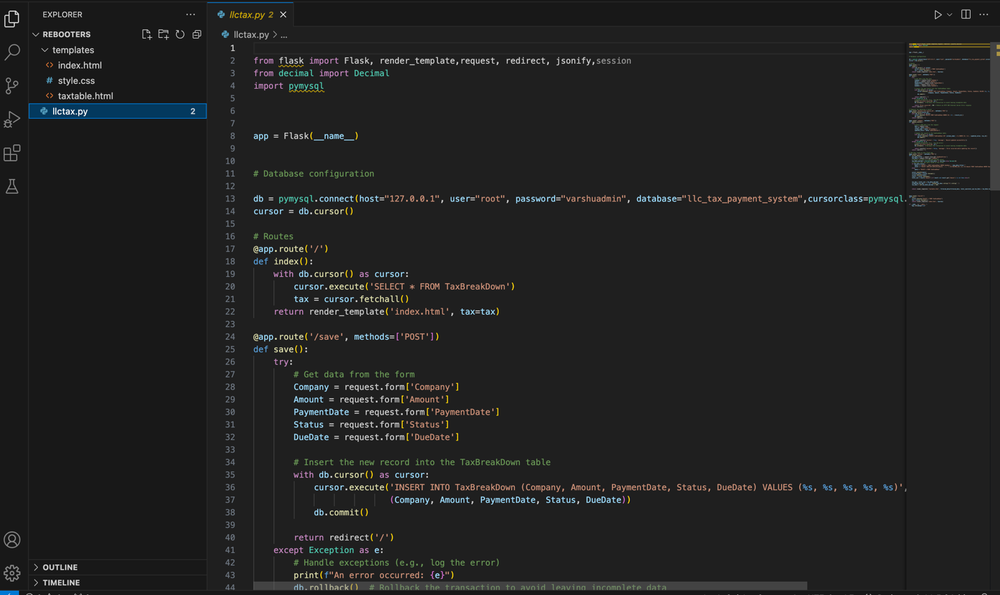 EXPLORER
REBOOTERS
templates
index.html
style.css
taxtable.html
llctax.py 2
OUTLINE
TIMELINE
llctax.py 2
llctax.py > ...
1
2 from flask import Flask, render_template,request, redirect, jsonify,session
3 from decimal import Decimal
4 import pymysql
5
6
7
8 app = Flask(__name__)
9
10
11 # Database configuration
12
13 db = pymysql.connect(host="127.0.0.1", user="root", password="varshuadmin", database="llc_tax_payment_system",cursorclass=pymysql.
14 cursor = db.cursor()
15
16 # Routes
17 @app.route('/')
18 def index():
19 with db.cursor() as cursor:
20 cursor.execute('SELECT * FROM TaxBreakDown')
21 tax = cursor.fetchall()
22 return render_template('index.html', tax=tax)
23
24 @app.route('/save', methods=['POST'])
25 def save():
26 try:
27 # Get data from the form
28 Company = request.form['Company']
29 Amount = request.form['Amount']
30 PaymentDate = request.form['PaymentDate']
31 Status = request.form['Status']
32 DueDate = request.form['DueDate']
33
34 # Insert the new record into the TaxBreakDown table
35 with db.cursor() as cursor:
36 cursor.execute('INSERT INTO TaxBreakDown (Company, Amount, PaymentDate, Status, DueDate) VALUES (%s, %s, %s, %s, %s)',
37 (Company, Amount, PaymentDate, Status, DueDate))
38 db.commit()
39
40 return redirect('/')
41 except Exception as e:
42 # Handle exceptions (e.g., log the error)
43 print(f"An error occurred: {e}")
44 db.rollback() # Rollback the transaction to avoid leaving incomplete data